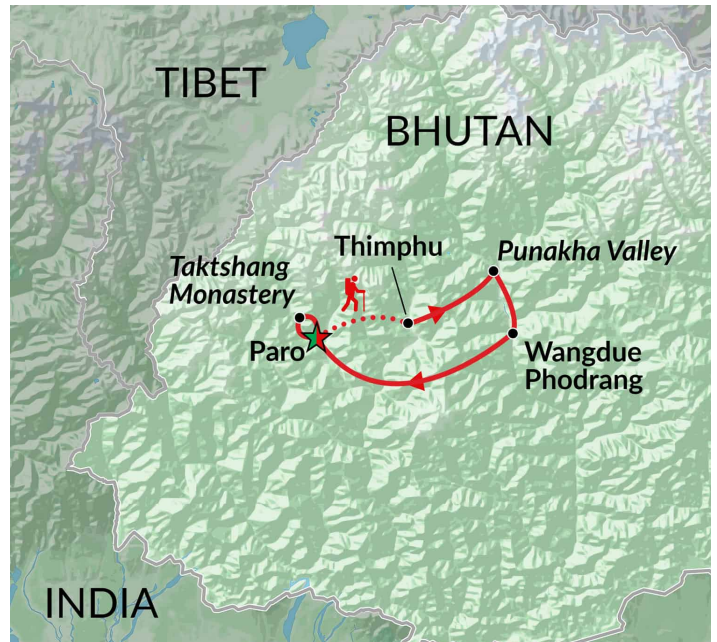 TIBET
BHUTAN
Thimphu
Punakha Valley
Taktshang
Monastery
Paro
Wangdue
Phodrang
INDIA